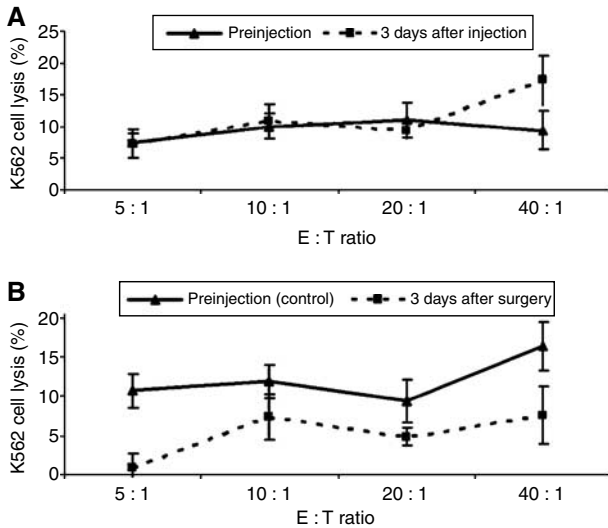 A
Preinjection
3 days after injection
K562 cell lysis (%)
25
20
15
10
5
0
5 : 1
10 : 1
20 : 1
40 : 1
E : T ratio
B
Preinjection (control)
3 days after surgery
K562 cell lysis (%)
20
15
10
5
0
5 : 1
10 : 1
20 : 1
40 : 1
E : T ratio